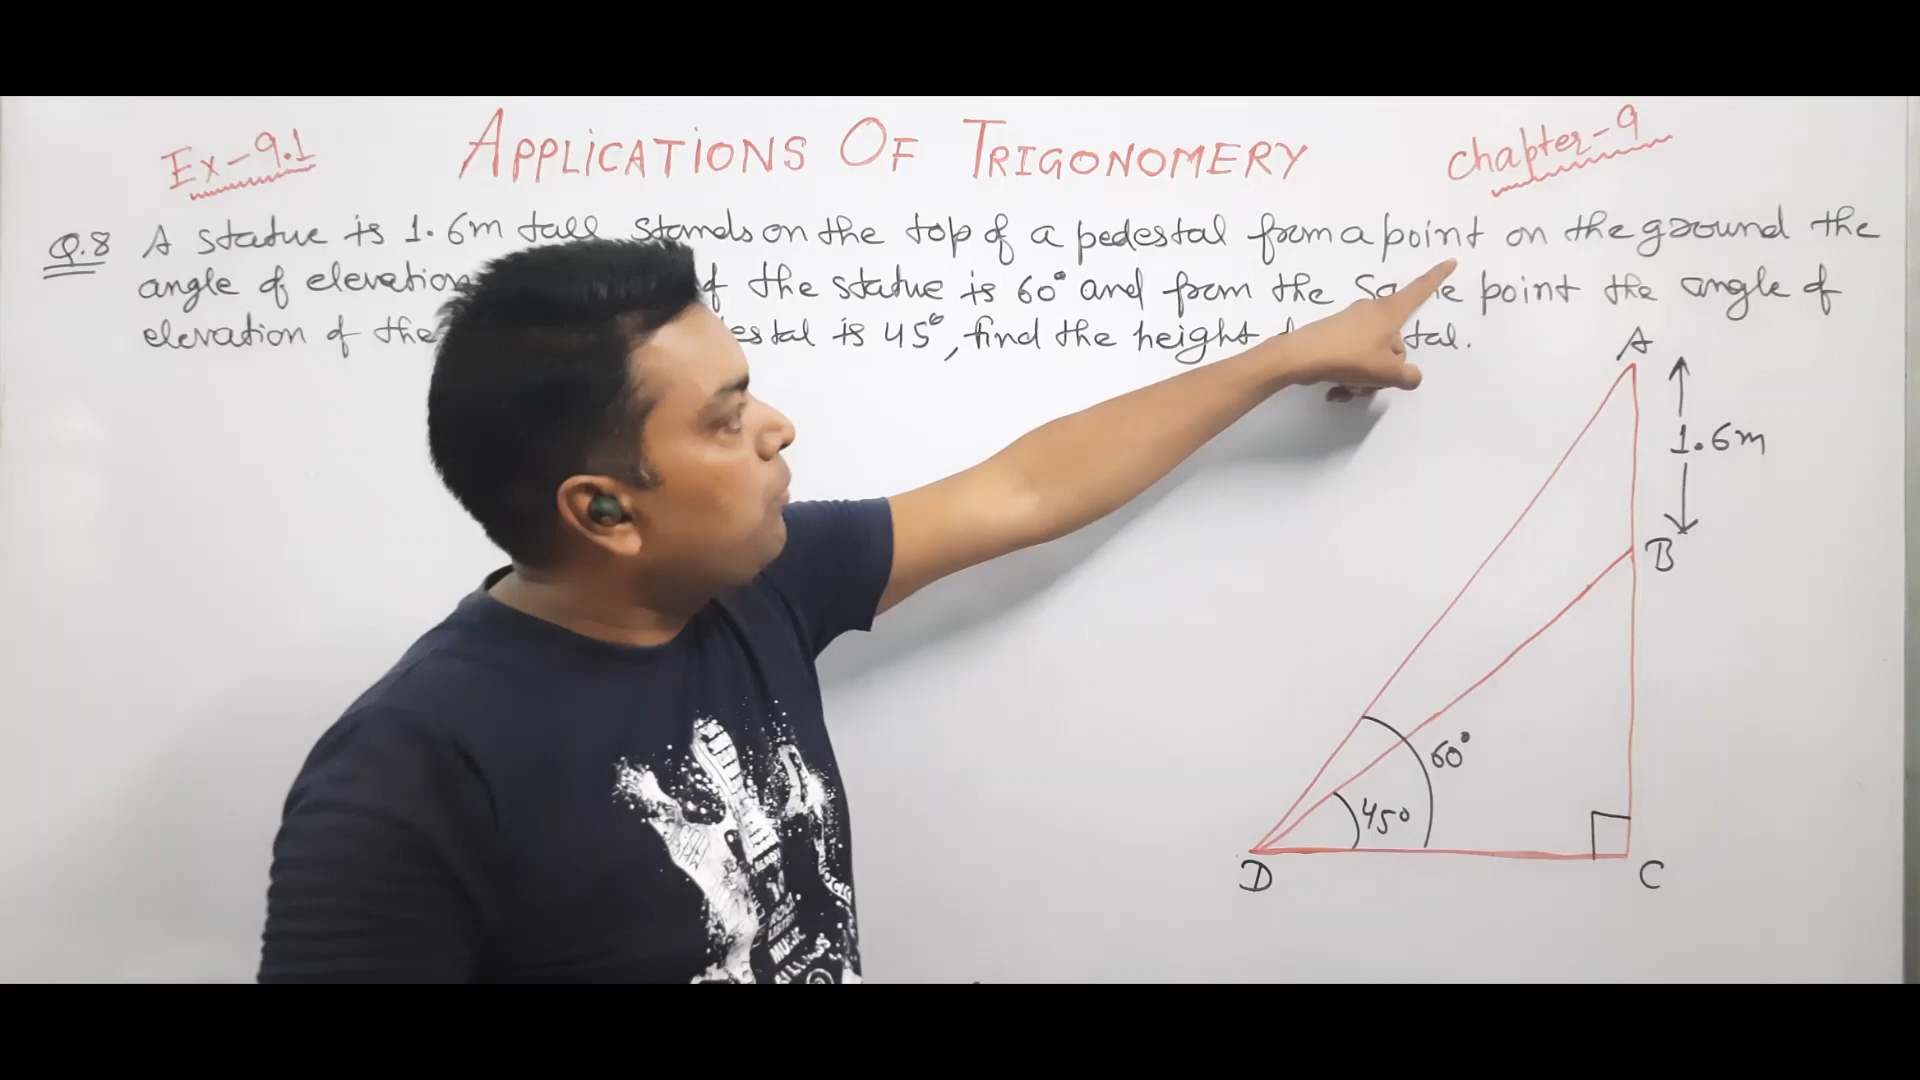 Ex-9.1
APPLICATIONS OF TRIGONOMERY
Chapter-9
Q.8 A statue is 1.6m tall stands on the top of a pedestal from a point on the ground the
angle of elevation of the statue is 60° and from the same point the angle of
elevation of the is 45°, find the height
A
1.6m
B
60°
45°
D
C